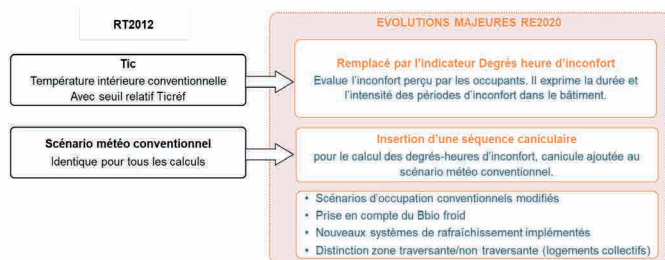 RT2012
EVOLUTIONS MAJEURES RE2020
Tic
Température intérieure conventionnelle
Avec seuil relatif Ticréf
Remplacé par l'indicateur Degrés heure d'inconfort
Evalue l'inconfort perçu par les occupants. Il exprime la durée et
l'intensité des périodes d'inconfort dans le bâtiment.
Scénario météo conventionnel
Identique pour tous les calculs
Insertion d'une séquence caniculaire
pour le calcul des degrés-heures d'inconfort, canicule ajoutée au
scénario météo conventionnel.
• Scénarios d'occupation conventionnels modifiés
• Prise en compte du Bbio froid
• Nouveaux systèmes de rafraîchissement implémentés
• Distinction zone traversante/non traversante (logements collectifs)